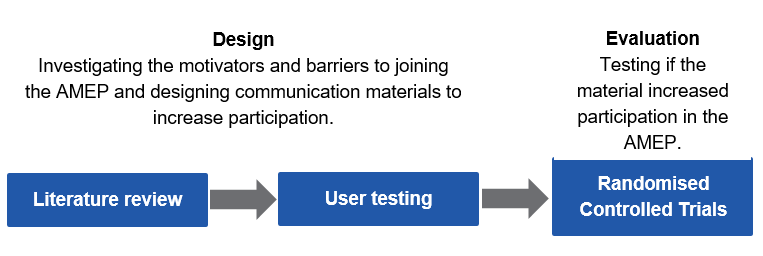 Design
Investigating the motivators and barriers to joining
the AMEP and designing communication materials to
increase participation.
Evaluation
Testing if the
material increased
participation in the
AMEP.
Literature review
User testing
Randomised
Controlled Trials